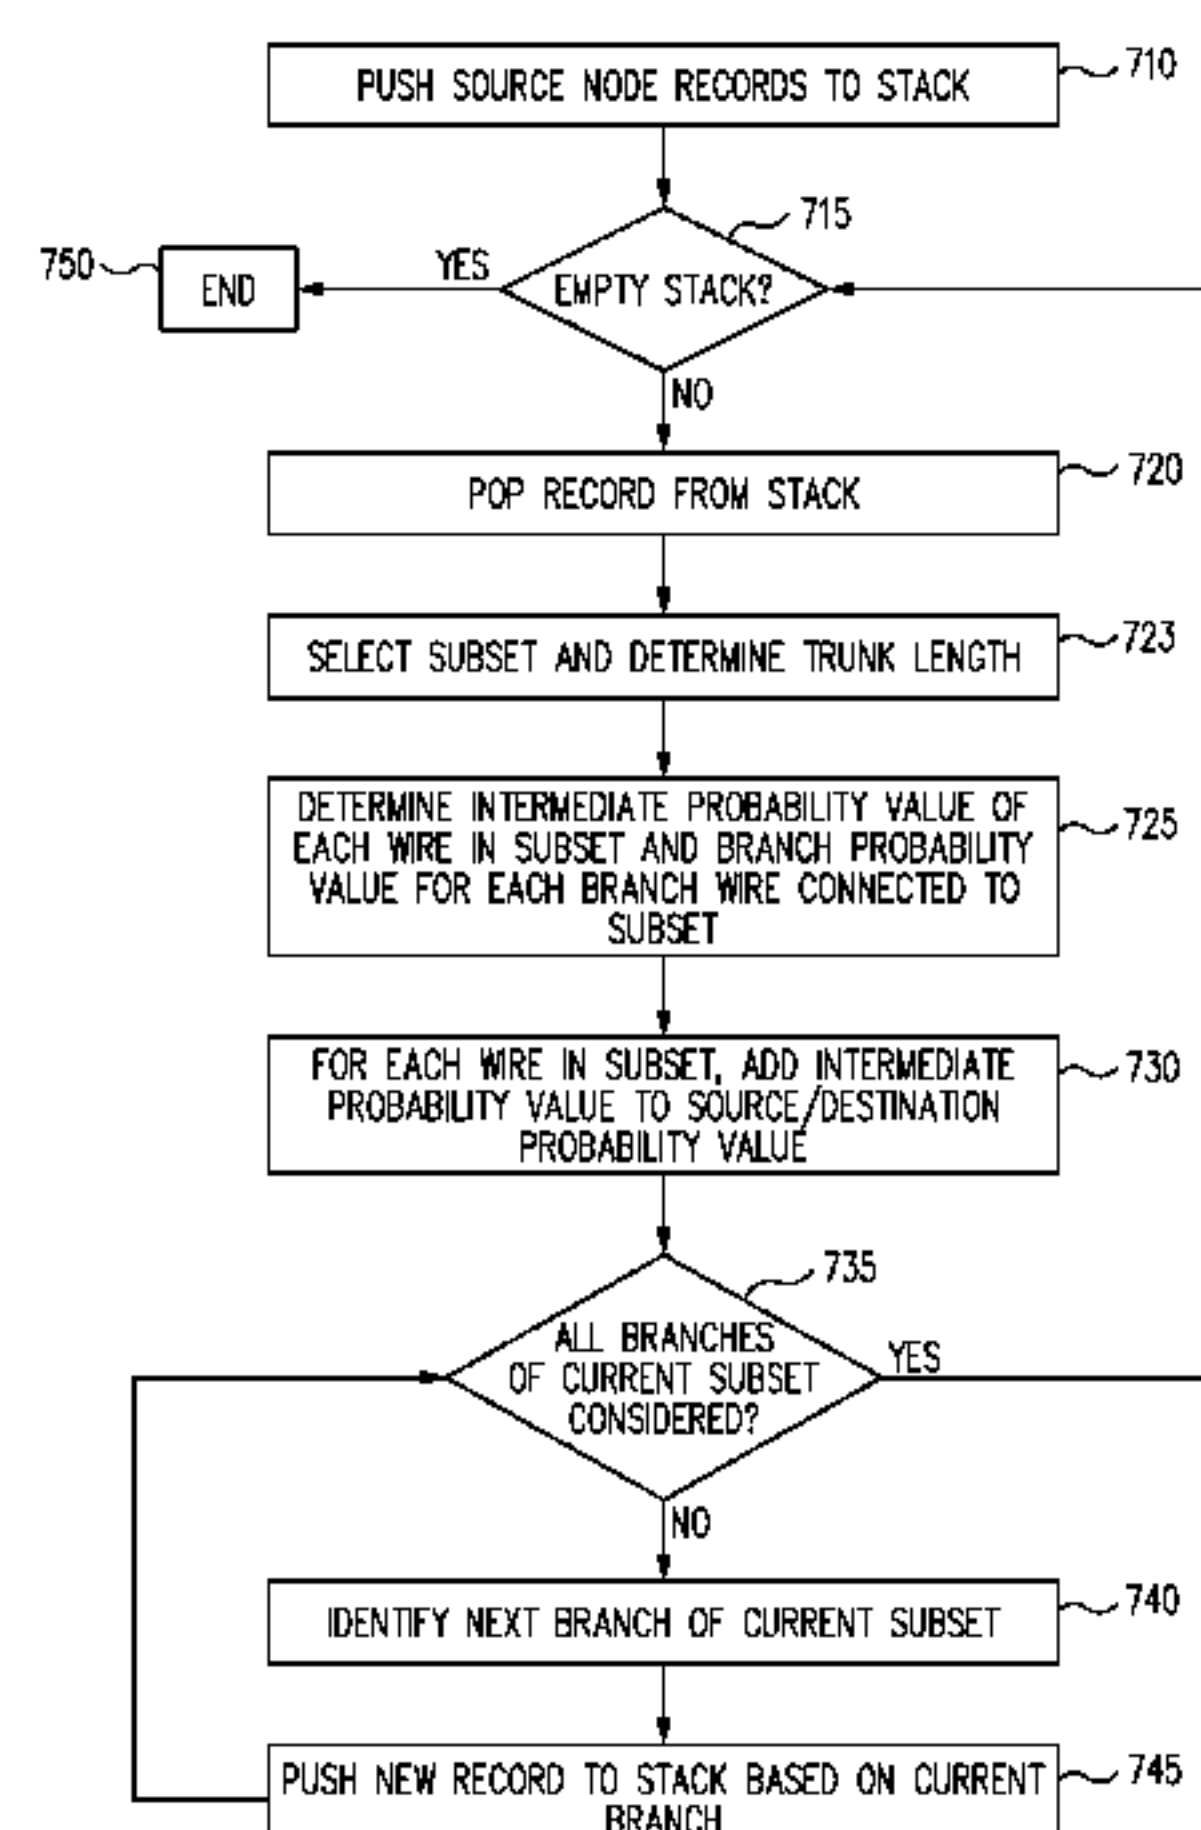 PUSH SOURCE NODE RECORDS TO STACK
710
715
750
END
YES
EMPTY STACK?
NO
POP RECORD FROM STACK
720
SELECT SUBSET AND DETERMINE TRUNK LENGTH
723
DETERMINE INTERMEDIATE PROBABILITY VALUE OF
EACH WIRE IN SUBSET AND BRANCH PROBABILITY
VALUE FOR EACH BRANCH WIRE CONNECTED TO
SUBSET
725
FOR EACH WIRE IN SUBSET, ADD INTERMEDIATE
PROBABILITY VALUE TO SOURCE/DESTINATION
PROBABILITY VALUE
730
735
ALL BRANCHES
OF CURRENT SUBSET
CONSIDERED?
YES
NO
IDENTIFY NEXT BRANCH OF CURRENT SUBSET
740
PUSH NEW RECORD TO STACK BASED ON CURRENT
BRANCH
745